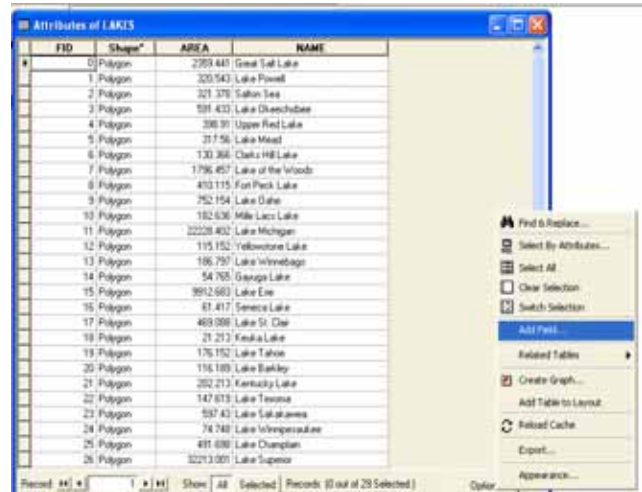 Attributes of LAKES
FID Shape* AREA NAME
0 Polygon 2359.441 Great Salt Lake
1 Polygon 320.543 Lake Powell
2 Polygon 321.378 Salton Sea
3 Polygon 591.433 Lake Okeechobee
4 Polygon 398.91 Upper Red Lake
5 Polygon 317.56 Lake Mead
6 Polygon 130.366 Clarks Hill Lake
7 Polygon 1796.457 Lake of the Woods
8 Polygon 410.115 Fort Peck Lake
9 Polygon 752.154 Lake Oahe
10 Polygon 182.636 Mille Lacs Lake
11 Polygon 22228.402 Lake Michigan
12 Polygon 115.152 Yellowstone Lake
13 Polygon 186.797 Lake Winnebago
14 Polygon 54.765 Cayuga Lake
15 Polygon 9912.683 Lake Erie
16 Polygon 61.417 Seneca Lake
17 Polygon 469.088 Lake St. Clair
18 Polygon 21.213 Keuka Lake
19 Polygon 176.152 Lake Tahoe
20 Polygon 116.189 Lake Barkley
21 Polygon 202.213 Kentucky Lake
22 Polygon 147.619 Lake Texoma
23 Polygon 597.43 Lake Sakakawea
24 Polygon 74.748 Lake Winnipesaukee
25 Polygon 491.698 Lake Champlain
26 Polygon 32213.001 Lake Superior
Find & Replace...
Select By Attributes...
Select All
Clear Selection
Switch Selection
Add Field...
Related Tables
Create Graph...
Add Table to Layout
Reload Cache
Export...
Appearance...
Record: 1 Show: All Selected Records (0 out of 29 Selected.) Option